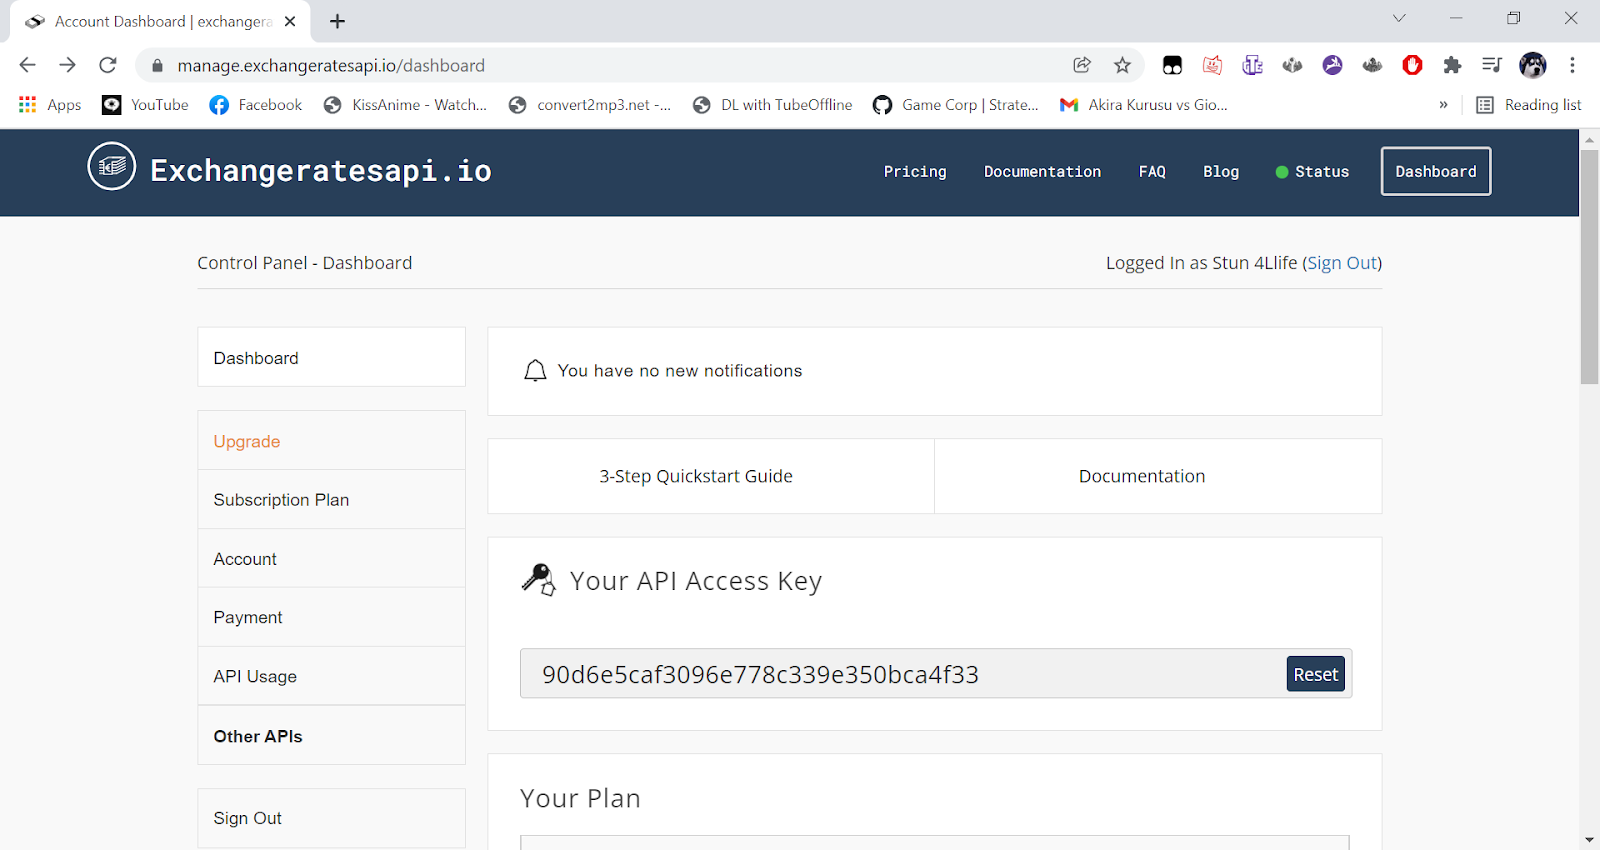 Account Dashboard | exchangera
manage.exchangeratesapi.io/dashboard
Apps YouTube Facebook KissAnime - Watch... convert2mp3.net -... DL with TubeOffline Game Corp | Strate... Akira Kurusu vs Gio... » Reading list
Exchangeratesapi.io Pricing Documentation FAQ Blog Status Dashboard
Control Panel - Dashboard Logged In as Stun 4Llife (Sign Out)
Dashboard
Upgrade
Subscription Plan
Account
Payment
API Usage
Other APIs
Sign Out
You have no new notifications
3-Step Quickstart Guide Documentation
Your API Access Key
90d6e5caf3096e778c339e350bca4f33 Reset
Your Plan